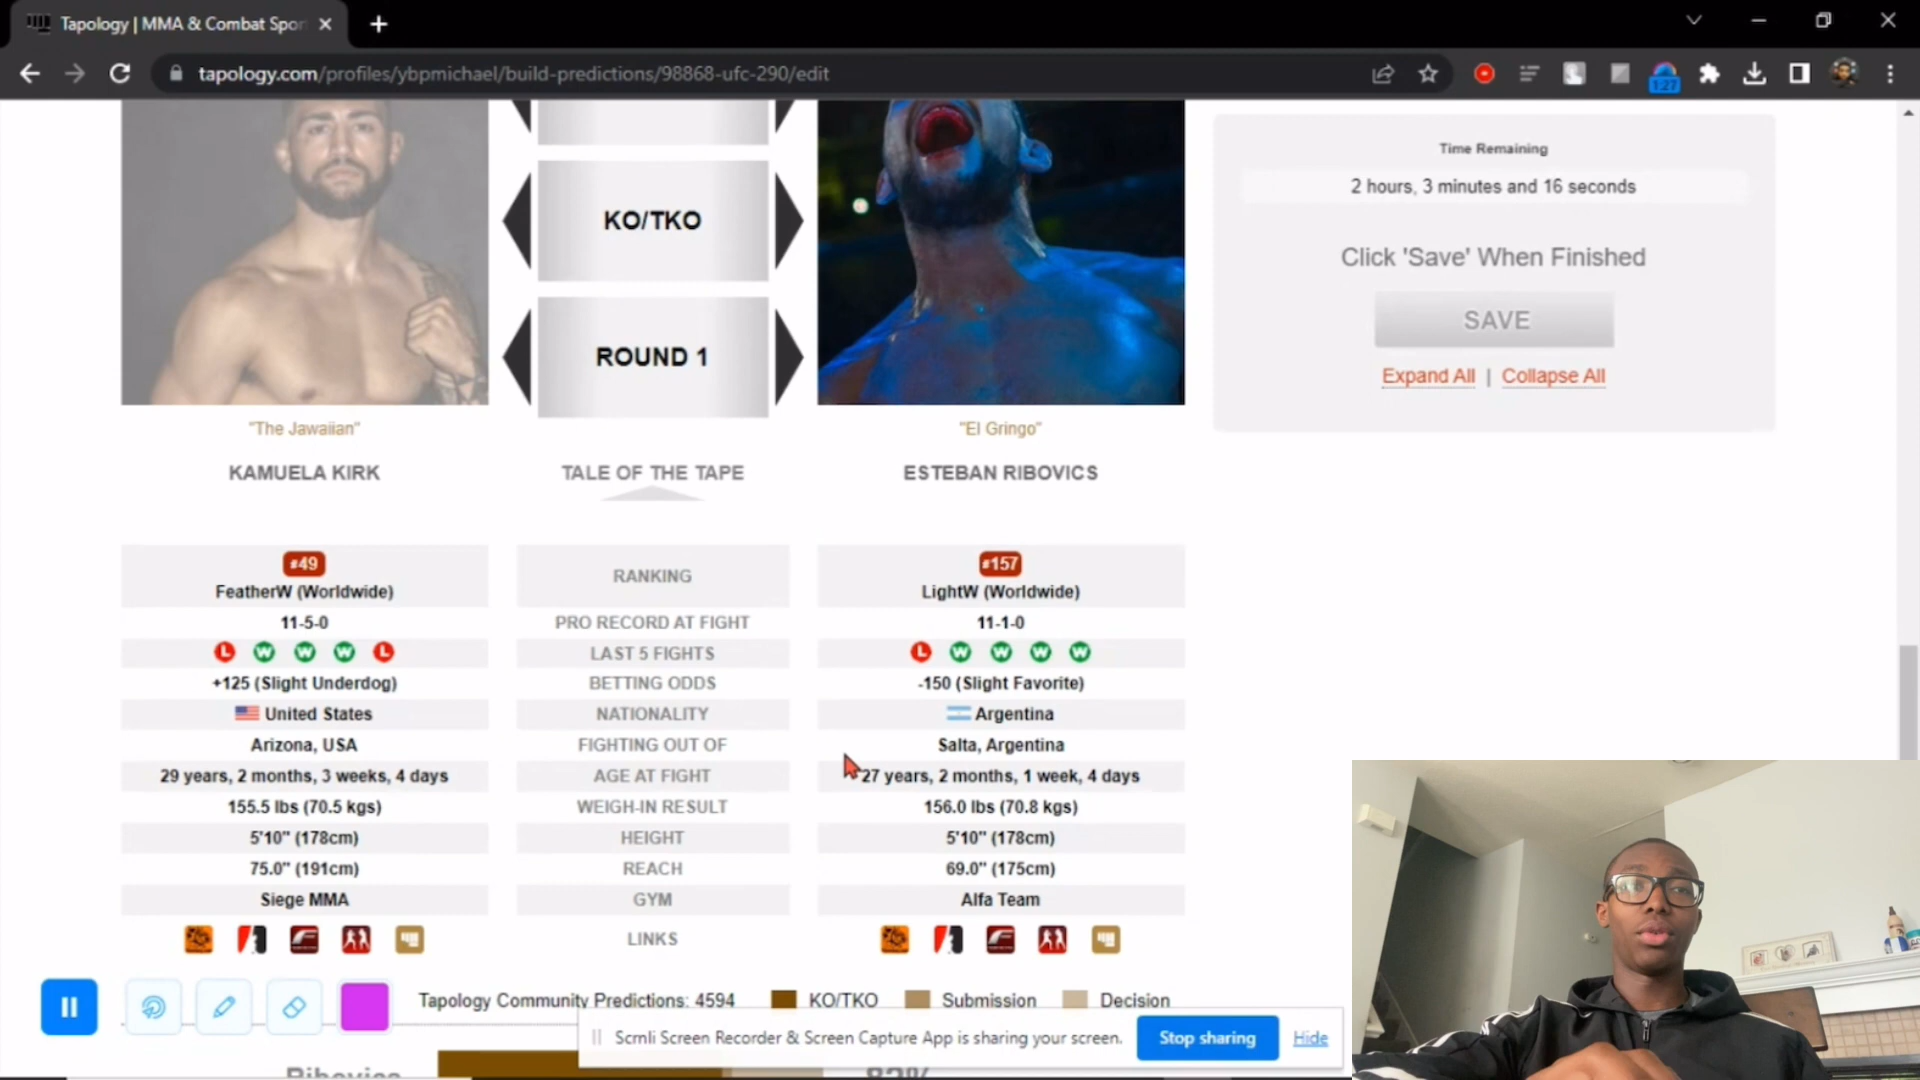 Tapology | MMA & Combat Spo
tapology.com/profiles/ybpmichael/build-predictions/98868-ufc-290/edit
1:27
Time Remaining
2 hours, 3 minutes and 16 seconds
Click 'Save' When Finished
SAVE
Expand All | Collapse All
KO/TKO
ROUND 1
"The Jawaiian"
"El Gringo"
KAMUELA KIRK
TALE OF THE TAPE
ESTEBAN RIBOVICS
#49
FeatherW (Worldwide)
RANKING
#157
LightW (Worldwide)
11-5-0
PRO RECORD AT FIGHT
11-1-0
L W W W L
LAST 5 FIGHTS
L W W W W
+125 (Slight Underdog)
BETTING ODDS
-150 (Slight Favorite)
United States
NATIONALITY
Argentina
Arizona, USA
FIGHTING OUT OF
Salta, Argentina
29 years, 2 months, 3 weeks, 4 days
AGE AT FIGHT
27 years, 2 months, 1 week, 4 days
155.5 lbs (70.5 kgs)
WEIGH-IN RESULT
156.0 lbs (70.8 kgs)
5'10" (178cm)
HEIGHT
5'10" (178cm)
75.0" (191cm)
REACH
69.0" (175cm)
Siege MMA
GYM
Alfa Team
LINKS
Tapology Community Predictions: 4594
KO/TKO
Submission
Decision
Scrnli Screen Recorder & Screen Capture App is sharing your screen.
Stop sharing
Hide
Ribovics